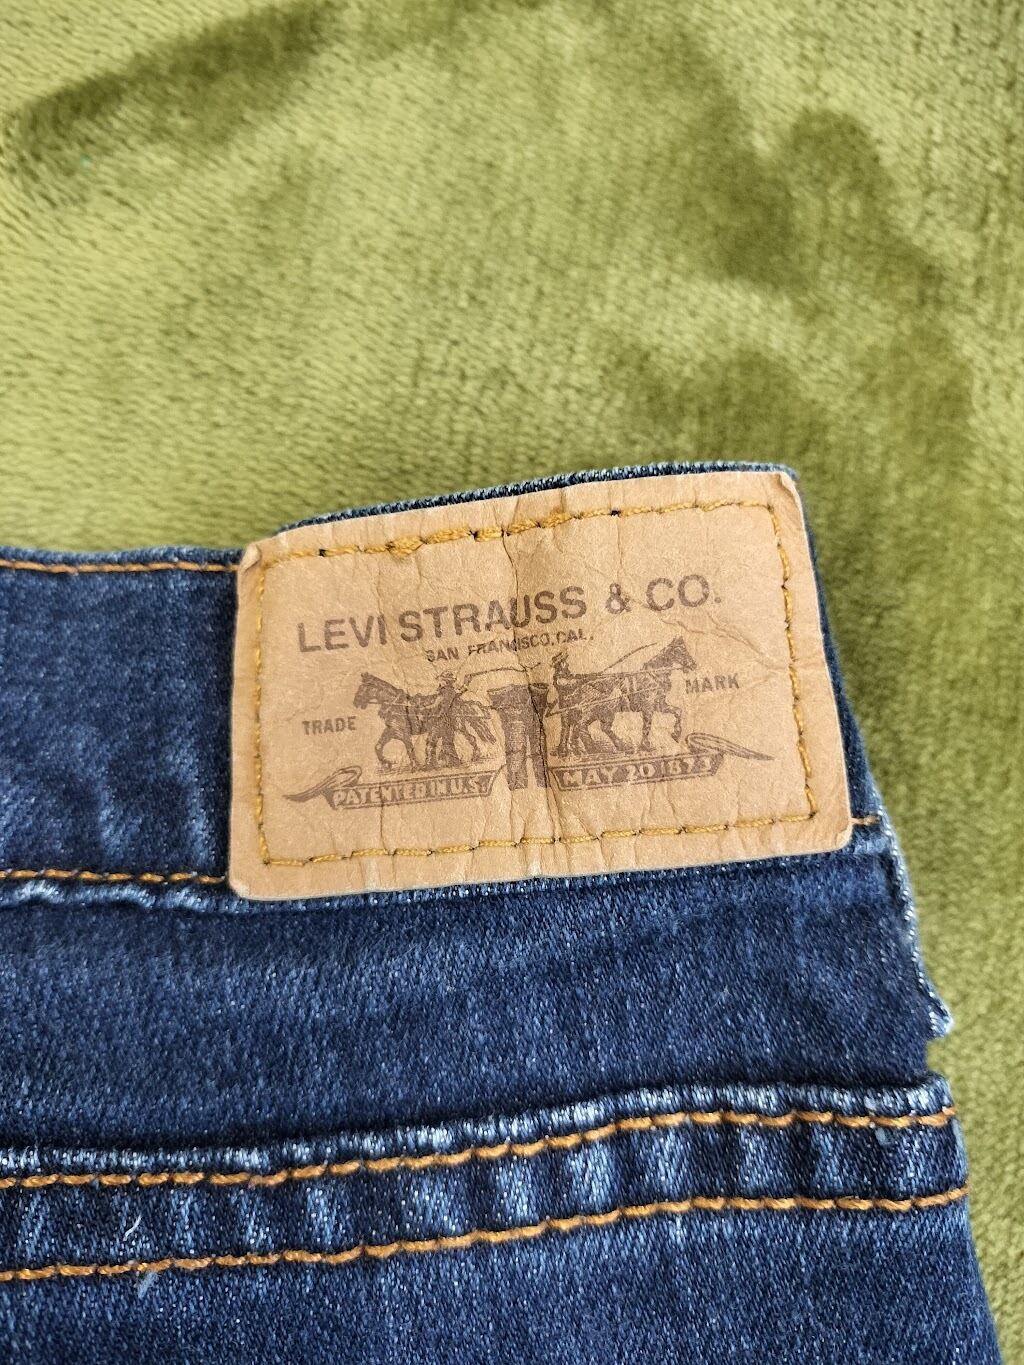 LEVI STRAUSS & CO.
SAN FRANCISCO, CAL.
TRADE MARK
PATENTED IN U.S. MAY 20 1873